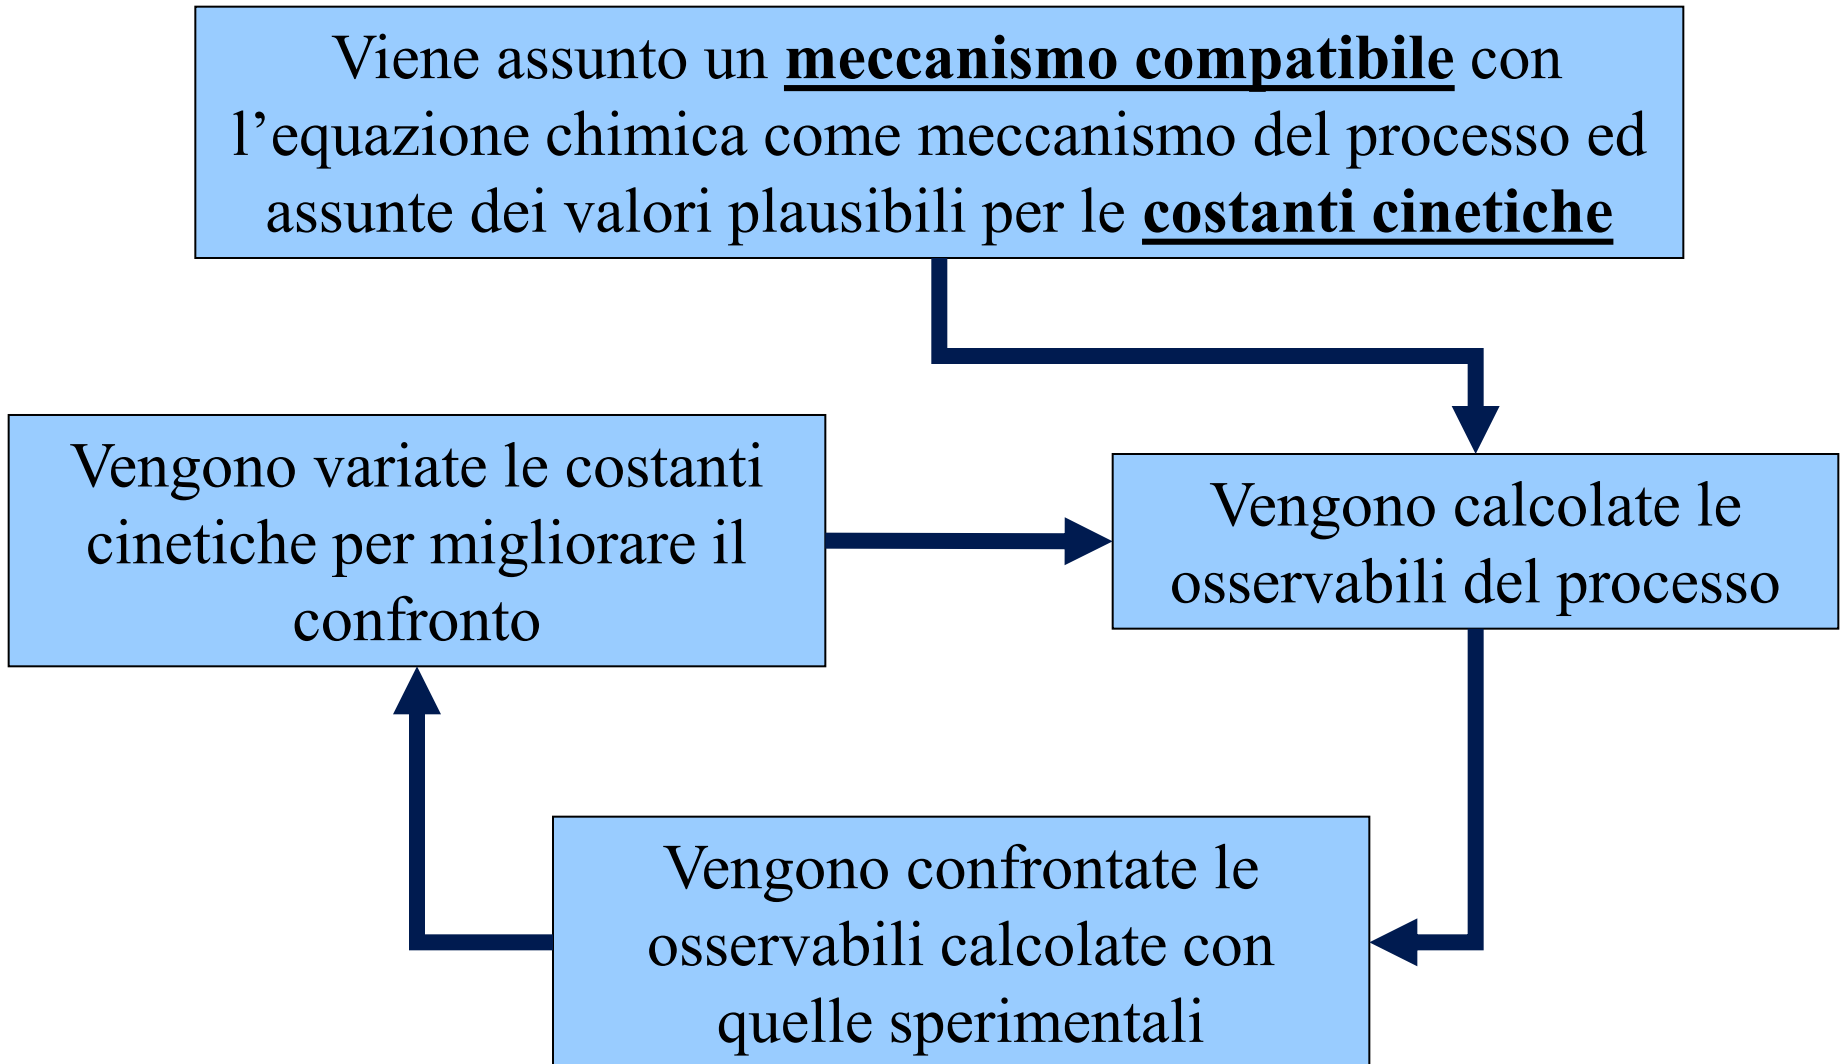 Viene assunto un meccanismo compatibile con
l’equazione chimica come meccanismo del processo ed
assunte dei valori plausibili per le costanti cinetiche
Vengono variate le costanti
cinetiche per migliorare il
confronto
Vengono calcolate le
osservabili del processo
Vengono confrontate le
osservabili calcolate con
quelle sperimentali